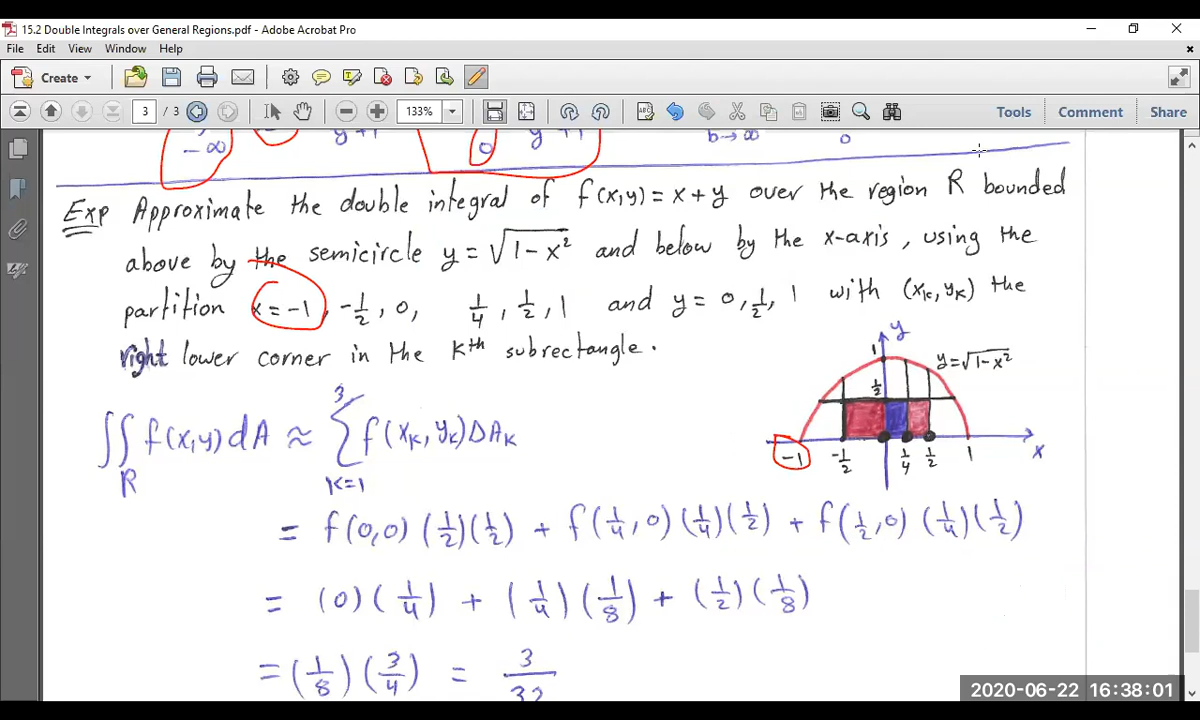 15.2 Double Integrals over General Regions.pdf - Adobe Acrobat Pro
File Edit View Window Help
Create
3 / 3 133% Tools Comment Share
-∞ y+1 0 y+1 b→∞ 0
Exp Approximate the double integral of f(x,y) = x + y over the region R bounded
above by the semicircle y = √(1-x²) and below by the x-axis, using the
partition x = -1, -1/2, 0, 1/4, 1/2, 1 and y = 0, 1/2, 1 with (xₖ, yₖ) the
right lower corner in the kᵗʰ subrectangle.
y
1
y = √(1-x²)
1/2
-1 -1/2 1/4 1/2 1 x
∬_R f(x,y) dA ≈ Σ_{k=1}^{3} f(xₖ, yₖ) ΔAₖ
= f(0,0) (1/2)(1/2) + f(1/4, 0) (1/4)(1/2) + f(1/2, 0) (1/4)(1/2)
= (0)(1/4) + (1/4)(1/8) + (1/2)(1/8)
= (1/8)(3/4) = 3/32
2020-06-22 16:38:01